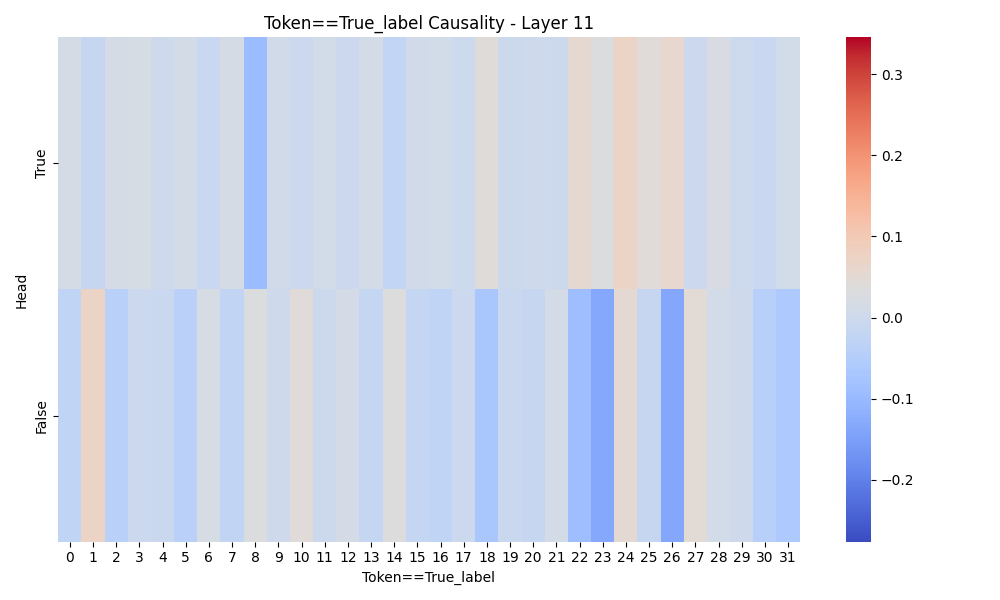 Token==True_label Causality - Layer 11
Head
True
False
0 1 2 3 4 5 6 7 8 9 10 11 12 13 14 15 16 17 18 19 20 21 22 23 24 25 26 27 28 29 30 31
Token==True_label
0.3
0.2
0.1
0.0
−0.1
−0.2